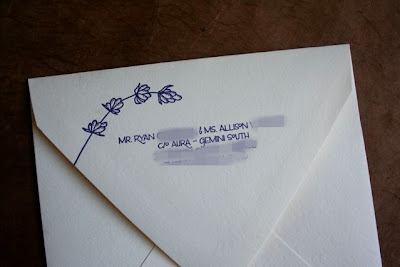 MR. RYAN & MS. ALLISON
C/O AURA - GEMINI SOUTH